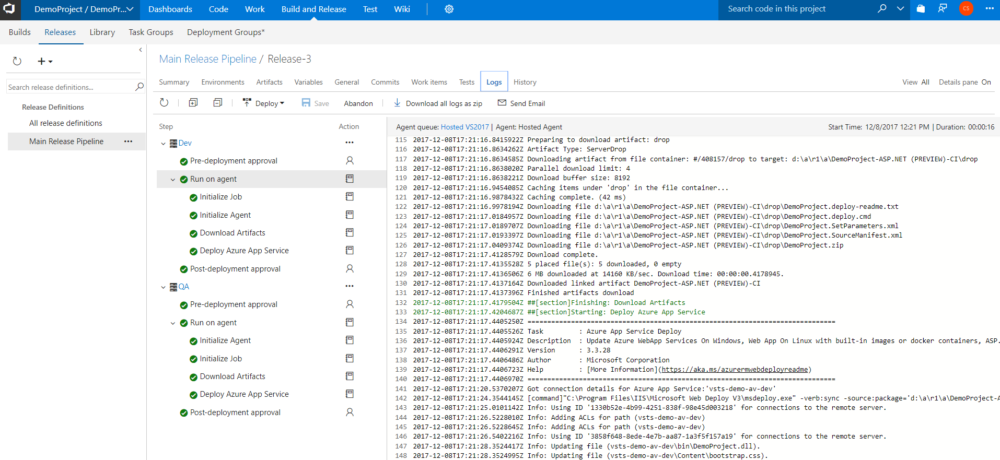 DemoProject / DemoPr...
Dashboards Code Work Build and Release Test Wiki
Search code in this project
CS
Builds Releases Library Task Groups Deployment Groups*
Search release definitions...
Release Definitions
All release definitions
Main Release Pipeline
Main Release Pipeline / Release-3
Summary Environments Artifacts Variables General Commits Work items Tests Logs History
View All Details pane On
Deploy Save Abandon Download all logs as zip Send Email
Step Action
Dev
Pre-deployment approval
Run on agent
Initialize Job
Initialize Agent
Download Artifacts
Deploy Azure App Service
Post-deployment approval
QA
Pre-deployment approval
Run on agent
Initialize Agent
Initialize Job
Download Artifacts
Deploy Azure App Service
Post-deployment approval
Agent queue: Hosted VS2017 | Agent: Hosted Agent
Start Time: 12/8/2017 12:21 PM | Duration: 00:00:16
115 2017-12-08T17:21:16.8415922Z Preparing to download artifact: drop
116 2017-12-08T17:21:16.8634262Z Artifact Type: ServerDrop
117 2017-12-08T17:21:16.8634585Z Downloading artifact from file container: #/408157/drop to target: d:\a\r1\a\DemoProject-ASP.NET (PREVIEW)-CI\drop
118 2017-12-08T17:21:16.8638020Z Parallel download limit: 4
119 2017-12-08T17:21:16.8638221Z Download buffer size: 8192
120 2017-12-08T17:21:16.9454085Z Caching items under 'drop' in the file container...
121 2017-12-08T17:21:16.9878432Z Caching complete. (42 ms)
122 2017-12-08T17:21:16.9978194Z Downloading file d:\a\r1\a\DemoProject-ASP.NET (PREVIEW)-CI\drop\DemoProject.deploy-readme.txt
123 2017-12-08T17:21:17.0184957Z Downloading file d:\a\r1\a\DemoProject-ASP.NET (PREVIEW)-CI\drop\DemoProject.deploy.cmd
124 2017-12-08T17:21:17.0189707Z Downloading file d:\a\r1\a\DemoProject-ASP.NET (PREVIEW)-CI\drop\DemoProject.SetParameters.xml
125 2017-12-08T17:21:17.0193397Z Downloading file d:\a\r1\a\DemoProject-ASP.NET (PREVIEW)-CI\drop\DemoProject.SourceManifest.xml
126 2017-12-08T17:21:17.0409374Z Downloading file d:\a\r1\a\DemoProject-ASP.NET (PREVIEW)-CI\drop\DemoProject.zip
127 2017-12-08T17:21:17.4128579Z Download complete.
128 2017-12-08T17:21:17.4135528Z 5 placed file(s): 5 downloaded, 0 empty
129 2017-12-08T17:21:17.4136506Z 6 MB downloaded at 14160 KB/sec. Download time: 00:00:00.4178945.
130 2017-12-08T17:21:17.4137164Z Downloaded linked artifact DemoProject-ASP.NET (PREVIEW)-CI
131 2017-12-08T17:21:17.4137396Z Finished artifacts download
132 2017-12-08T17:21:17.4179504Z ##[section]Finishing: Download Artifacts
133 2017-12-08T17:21:17.4204687Z ##[section]Starting: Deploy Azure App Service
134 2017-12-08T17:21:17.4405250Z ==============================================================================
135 2017-12-08T17:21:17.4405526Z Task : Azure App Service Deploy
136 2017-12-08T17:21:17.4405924Z Description : Update Azure WebApp Services On Windows, Web App On Linux with built-in images or docker containers, ASP.
137 2017-12-08T17:21:17.4406291Z Version : 3.3.28
138 2017-12-08T17:21:17.4406486Z Author : Microsoft Corporation
139 2017-12-08T17:21:17.4406723Z Help : [More Information](https://aka.ms/azurermwebdeployreadme)
140 2017-12-08T17:21:17.4406970Z ==============================================================================
141 2017-12-08T17:21:20.5370207Z Got connection details for Azure App Service:'vsts-demo-av-dev'
142 2017-12-08T17:21:24.3544145Z [command]"C:\Program Files\IIS\Microsoft Web Deploy V3\msdeploy.exe" -verb:sync -source:package='d:\a\r1\a\DemoProject-A
143 2017-12-08T17:21:25.0101142Z Info: Using ID '1330b52e-4b99-4251-838f-98e45d003218' for connections to the remote server.
144 2017-12-08T17:21:26.5228010Z Info: Adding ACLs for path (vsts-demo-av-dev)
145 2017-12-08T17:21:26.5228645Z Info: Adding ACLs for path (vsts-demo-av-dev)
146 2017-12-08T17:21:26.5402216Z Info: Using ID '3858f648-8ede-4e7b-aa87-1a3f5f157a19' for connections to the remote server.
147 2017-12-08T17:21:28.3524417Z Info: Updating file (vsts-demo-av-dev\bin\DemoProject.dll).
148 2017-12-08T17:21:28.3524995Z Info: Updating file (vsts-demo-av-dev\Content\bootstrap.css).